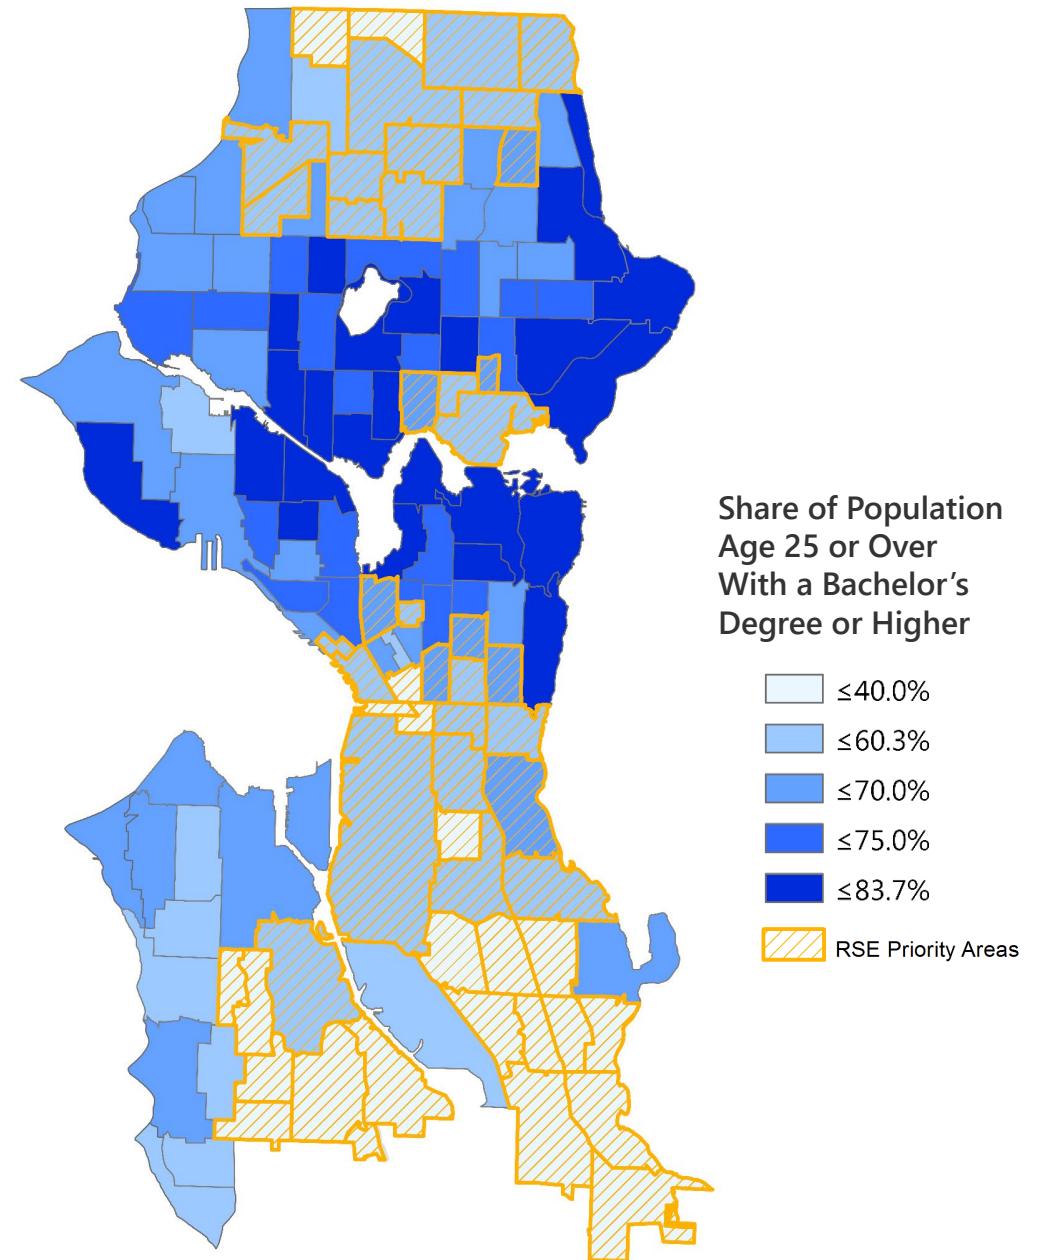 Share of Population
Age 25 or Over
With a Bachelor’s
Degree or Higher
≤40.0%
≤60.3%
≤70.0%
≤75.0%
≤83.7%
RSE Priority Areas